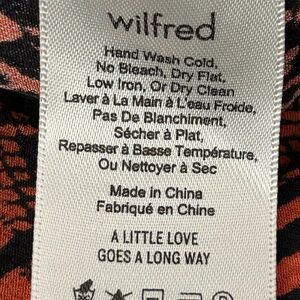 wilfred
Hand Wash Cold,
No Bleach, Dry Flat,
Low Iron, Or Dry Clean
Laver à La Main à L'eau Froide,
Pas De Blanchiment,
Sécher à Plat,
Repasser à Basse Température,
Ou Nettoyer à Sec
Made in China
Fabriqué en Chine
A LITTLE LOVE
GOES A LONG WAY